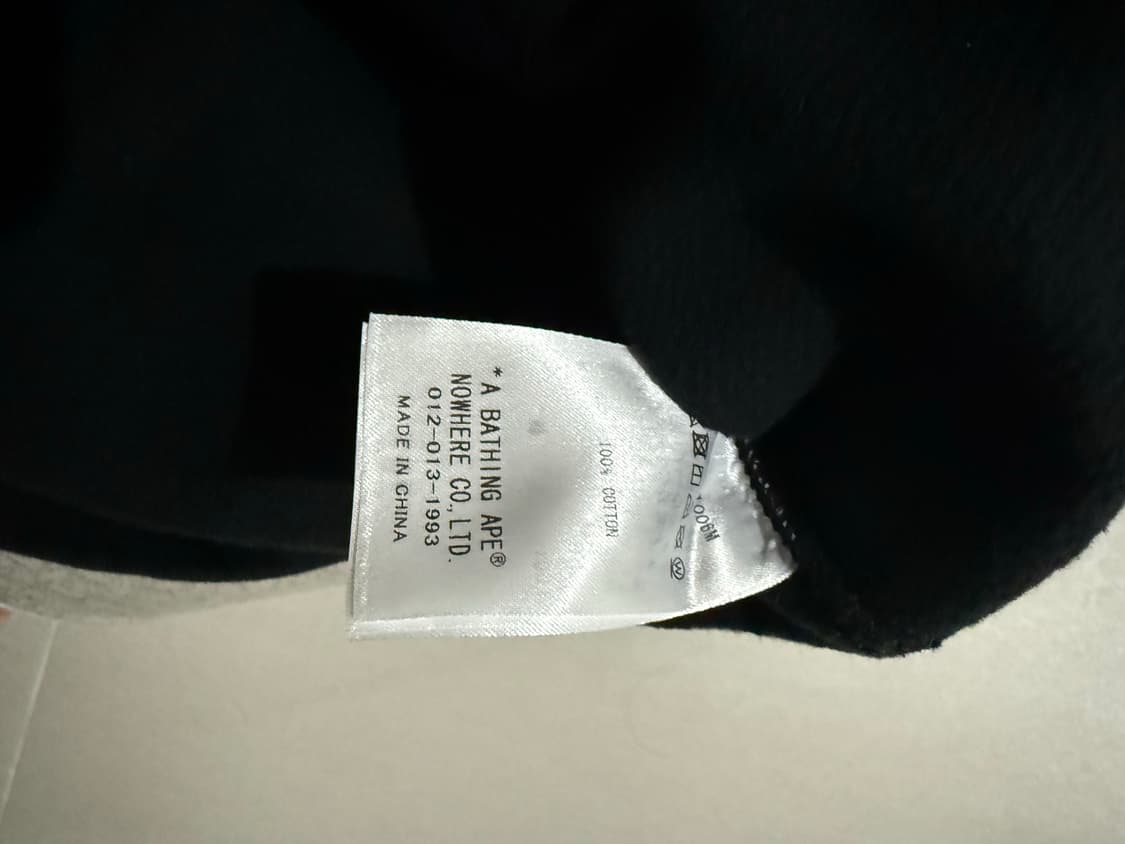 100% COTTON
* A BATHING APE®
NOWHERE CO., LTD.
012-013-1993
MADE IN CHINA